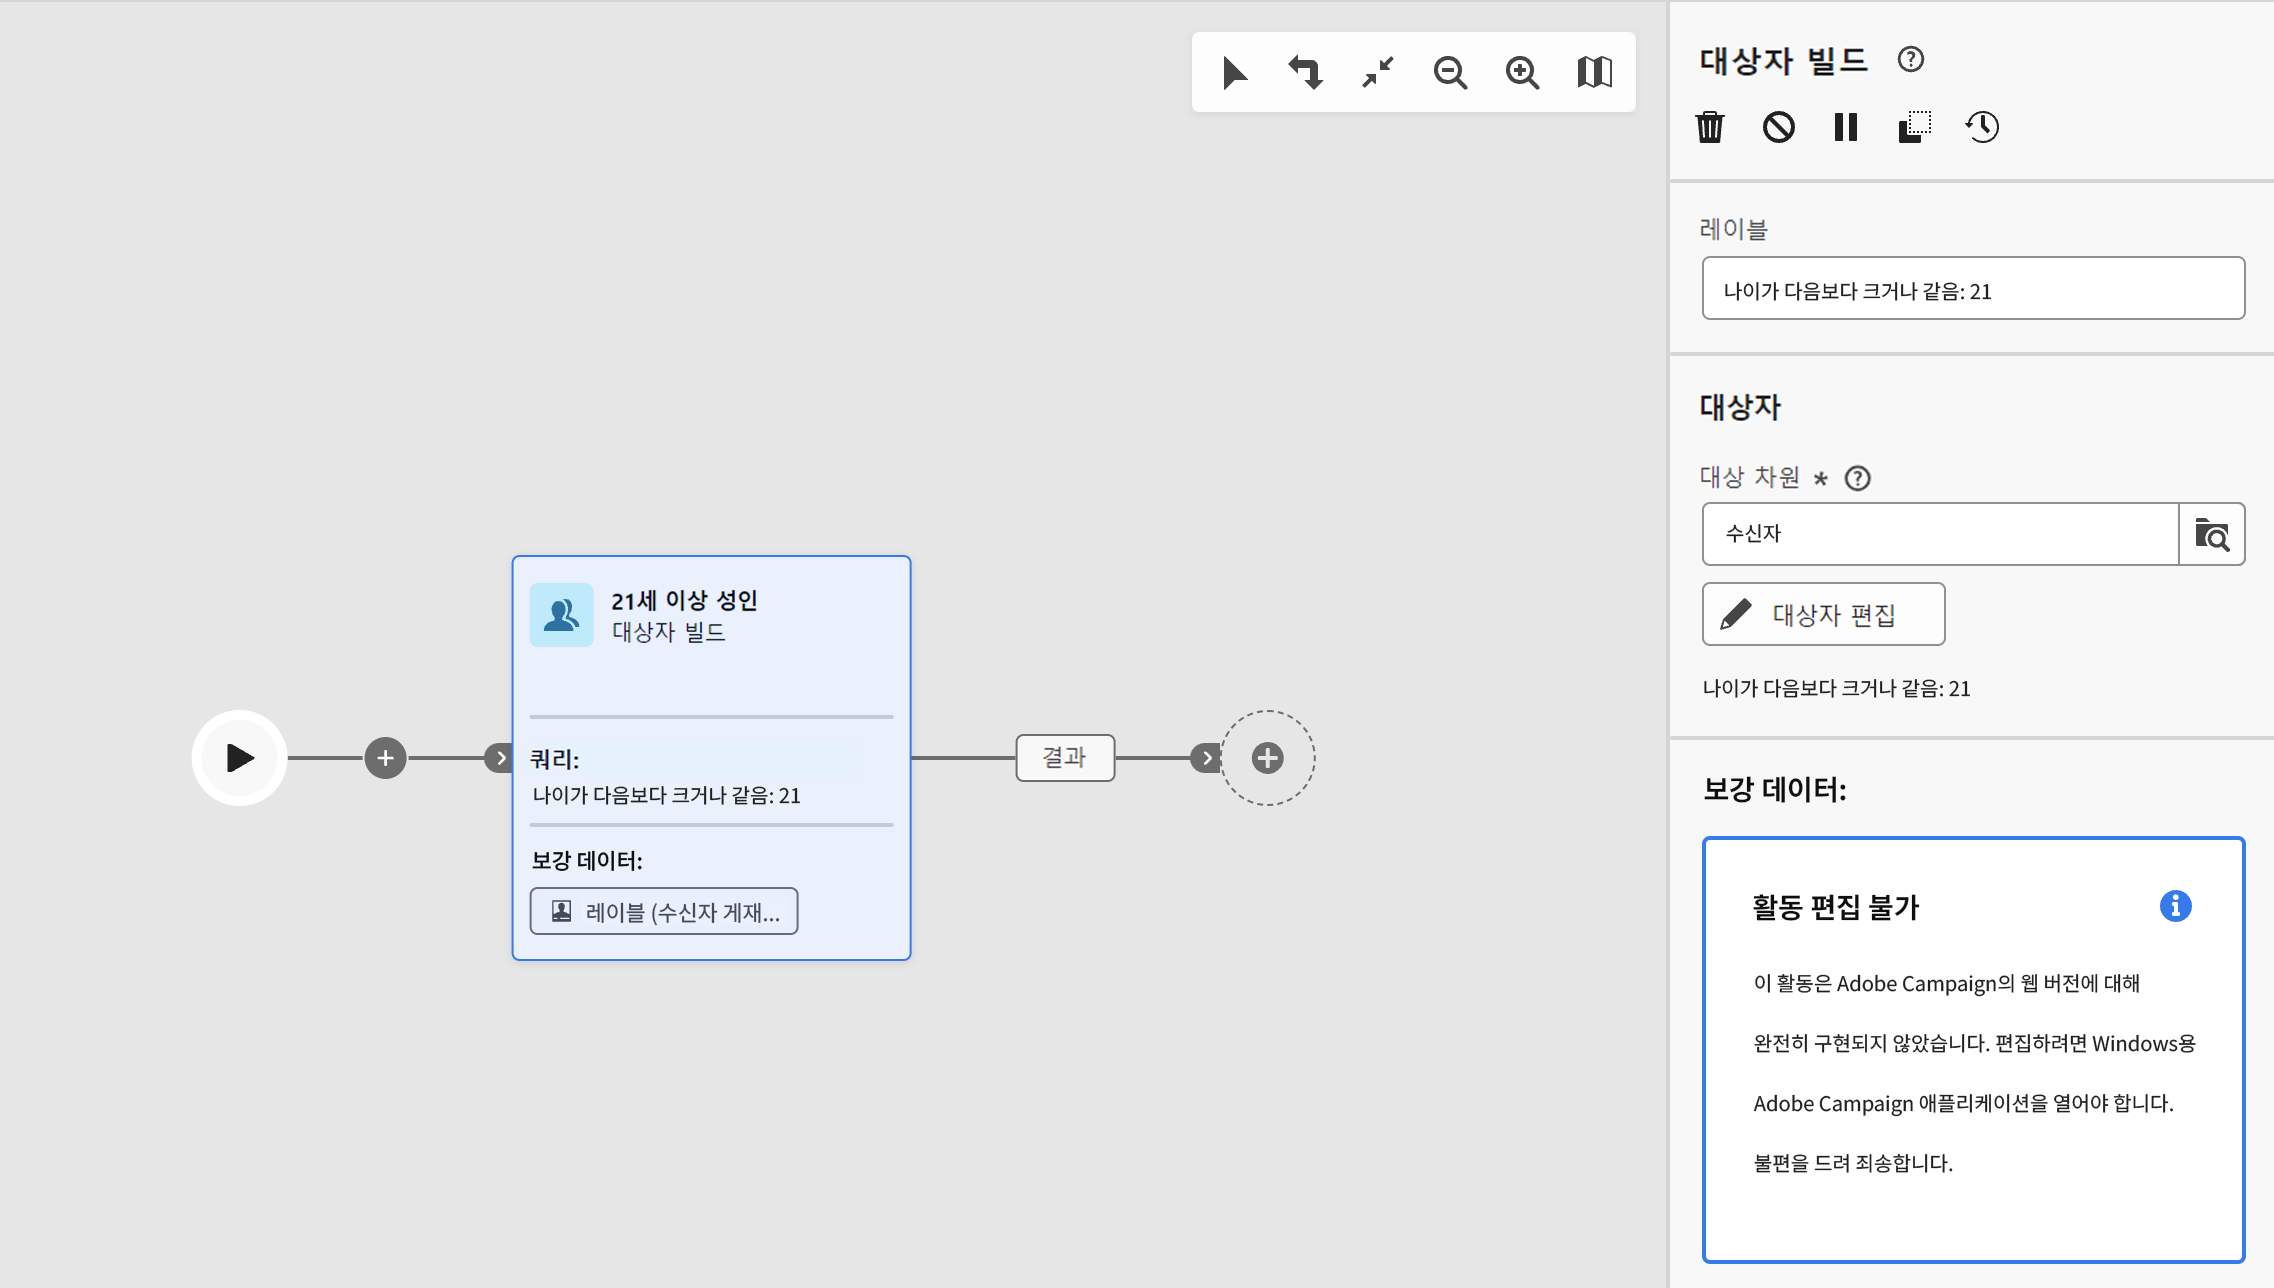 21세 이상 성인
대상자 빌드
쿼리:
나이가 다음보다 크거나 같음: 21
보강 데이터:
레이블 (수신자 게재...
결과
대상자 빌드
레이블
나이가 다음보다 크거나 같음: 21
대상자
대상 차원 *
수신자
대상자 편집
나이가 다음보다 크거나 같음: 21
보강 데이터:
활동 편집 불가
이 활동은 Adobe Campaign의 웹 버전에 대해
완전히 구현되지 않았습니다. 편집하려면 Windows용
Adobe Campaign 애플리케이션을 열어야 합니다.
불편을 드려 죄송합니다.